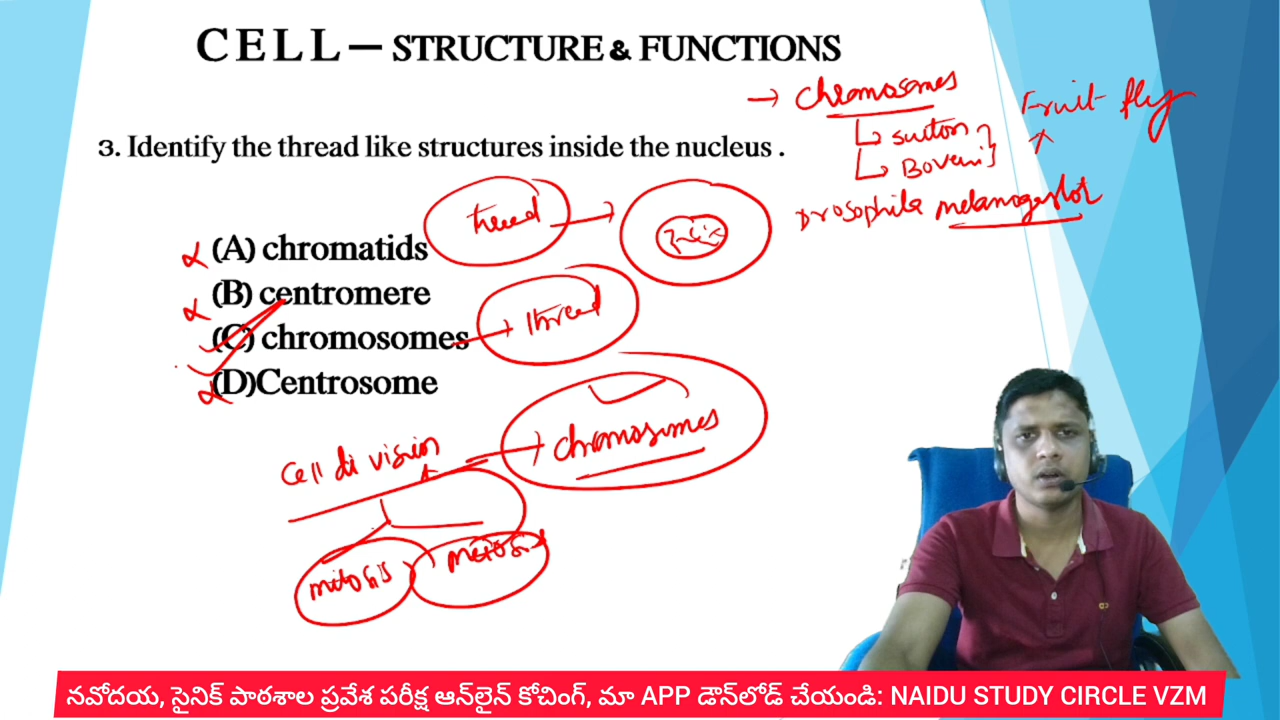 CELL – STRUCTURE & FUNCTIONS
→ chromosomes
Fruit fly
3. Identify the thread like structures inside the nucleus .
sutton
Boveri
Drosophila melanogastor
(A) chromatids
(B) centromere
(C) chromosomes → thread
(D)Centrosome
cell division → chromosomes
mitosis meiosis
నవోదయ, సైనిక్ పాఠశాల ప్రవేశ పరీక్ష ఆన్‌లైన్ కోచింగ్, మా APP డౌన్‌లోడ్ చేయండి: NAIDU STUDY CIRCLE VZM